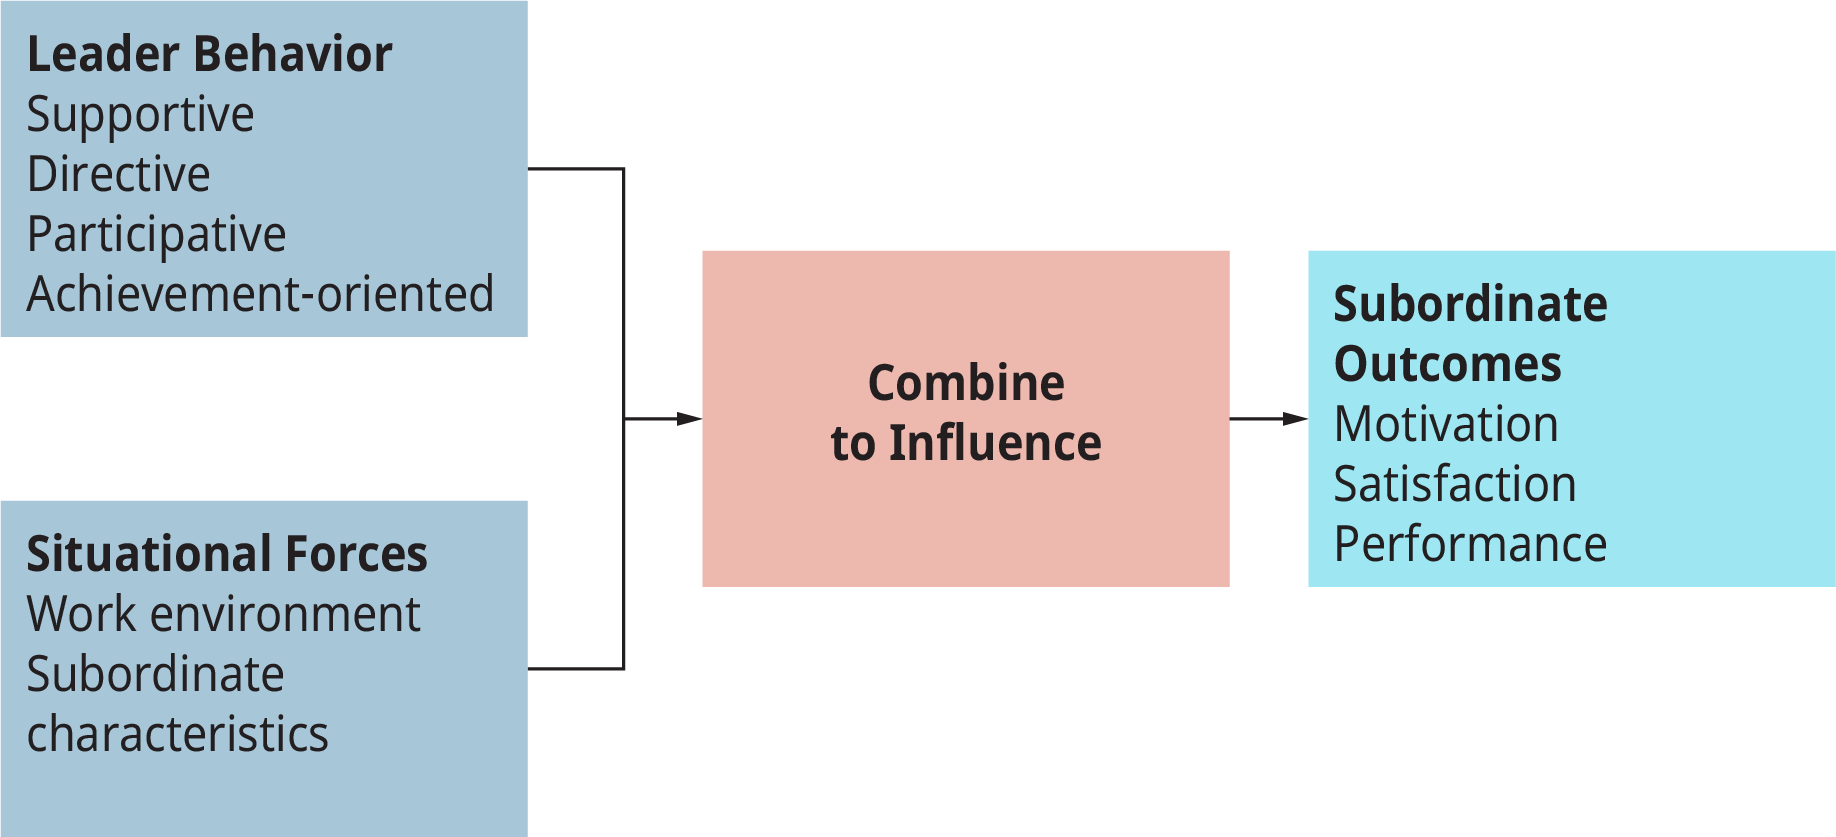 Leader Behavior
Supportive
Directive
Participative
Achievement-oriented
Situational Forces
Work environment
Subordinate
characteristics
Combine
to Influence
Subordinate
Outcomes
Motivation
Satisfaction
Performance